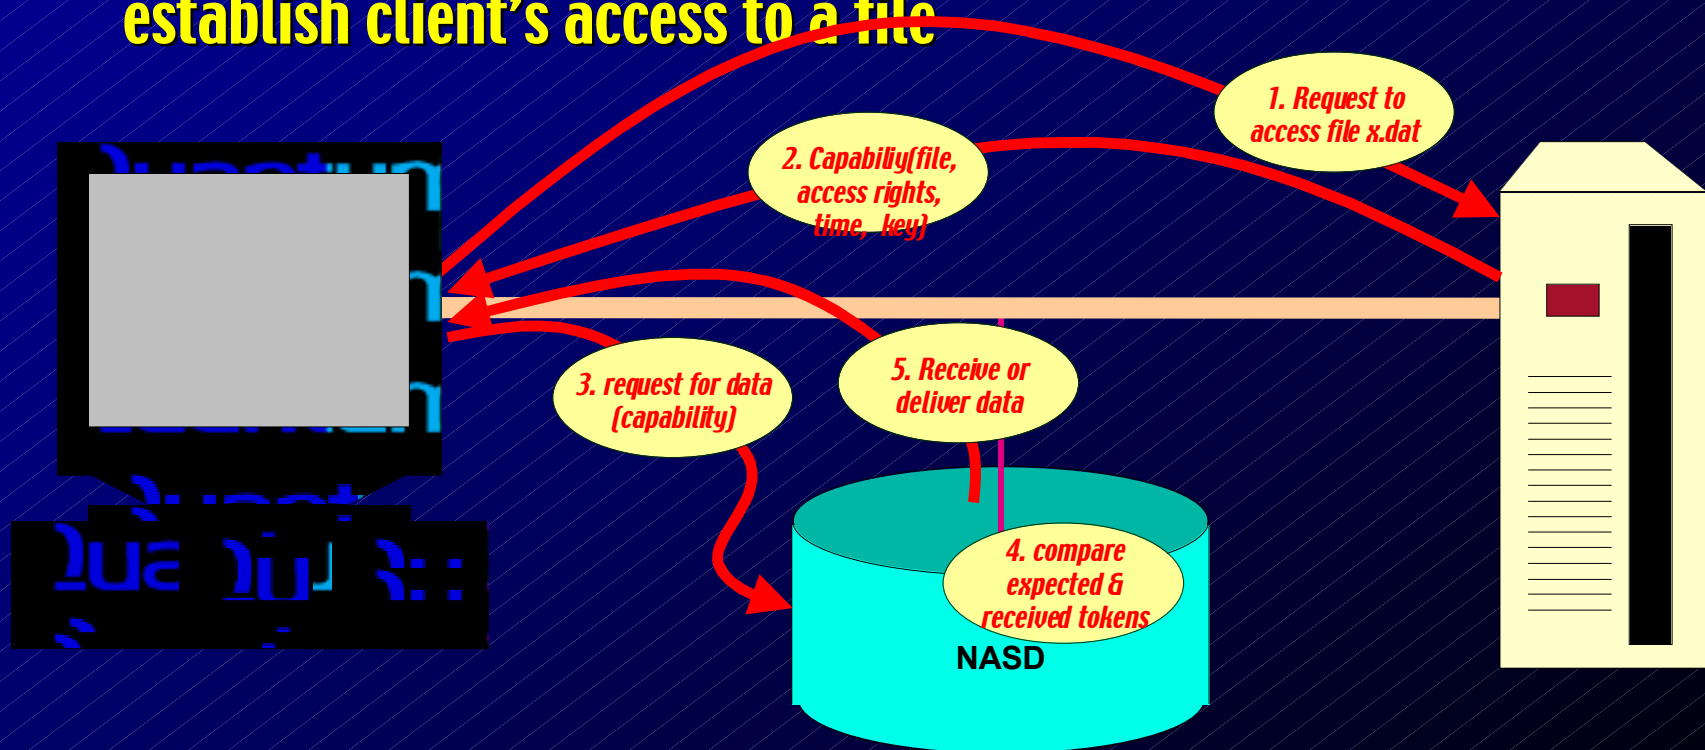 establish client's access to a file
1. Request to
access file x.dat
2. Capabiliy(file,
access rights,
time, key)
3. request for data
(capability)
5. Receive or
deliver data
4. compare
expected &
received tokens
NASD